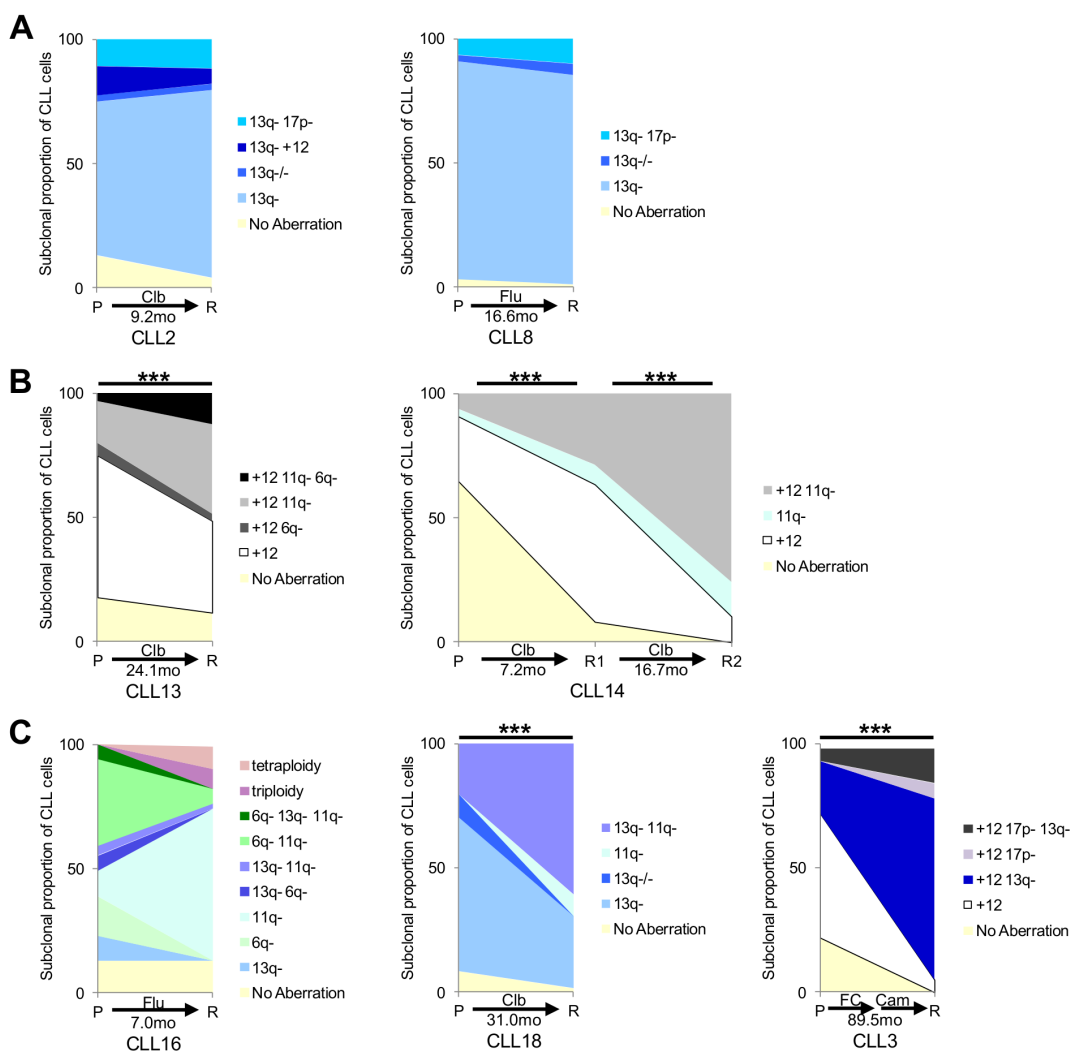 A
Subclonal proportion of CLL cells
100
50
0
P
Clb
9.2mo
R
CLL2
13q- 17p-
13q- +12
13q-/-
13q-
No Aberration
Subclonal proportion of CLL cells
100
50
0
P
Flu
16.6mo
R
CLL8
13q- 17p-
13q-/-
13q-
No Aberration
B
***
Subclonal proportion of CLL cells
100
50
0
P
Clb
24.1mo
R
CLL13
+12 11q- 6q-
+12 11q-
+12 6q-
+12
No Aberration
***
***
Subclonal proportion of CLL cells
100
50
0
P
Clb
7.2mo
R1
Clb
16.7mo
R2
CLL14
+12 11q-
11q-
+12
No Aberration
C
Subclonal proportion of CLL cells
100
50
0
P
Flu
7.0mo
R
CLL16
tetraploidy
triploidy
6q- 13q- 11q-
6q- 11q-
13q- 11q-
13q- 6q-
11q-
6q-
13q-
No Aberration
***
Subclonal proportion of CLL cells
100
50
0
P
Clb
31.0mo
R
CLL18
13q- 11q-
11q-
13q-/-
13q-
No Aberration
***
Subclonal proportion of CLL cells
100
50
0
P
FC Cam
89.5mo
R
CLL3
+12 17p- 13q-
+12 17p-
+12 13q-
+12
No Aberration